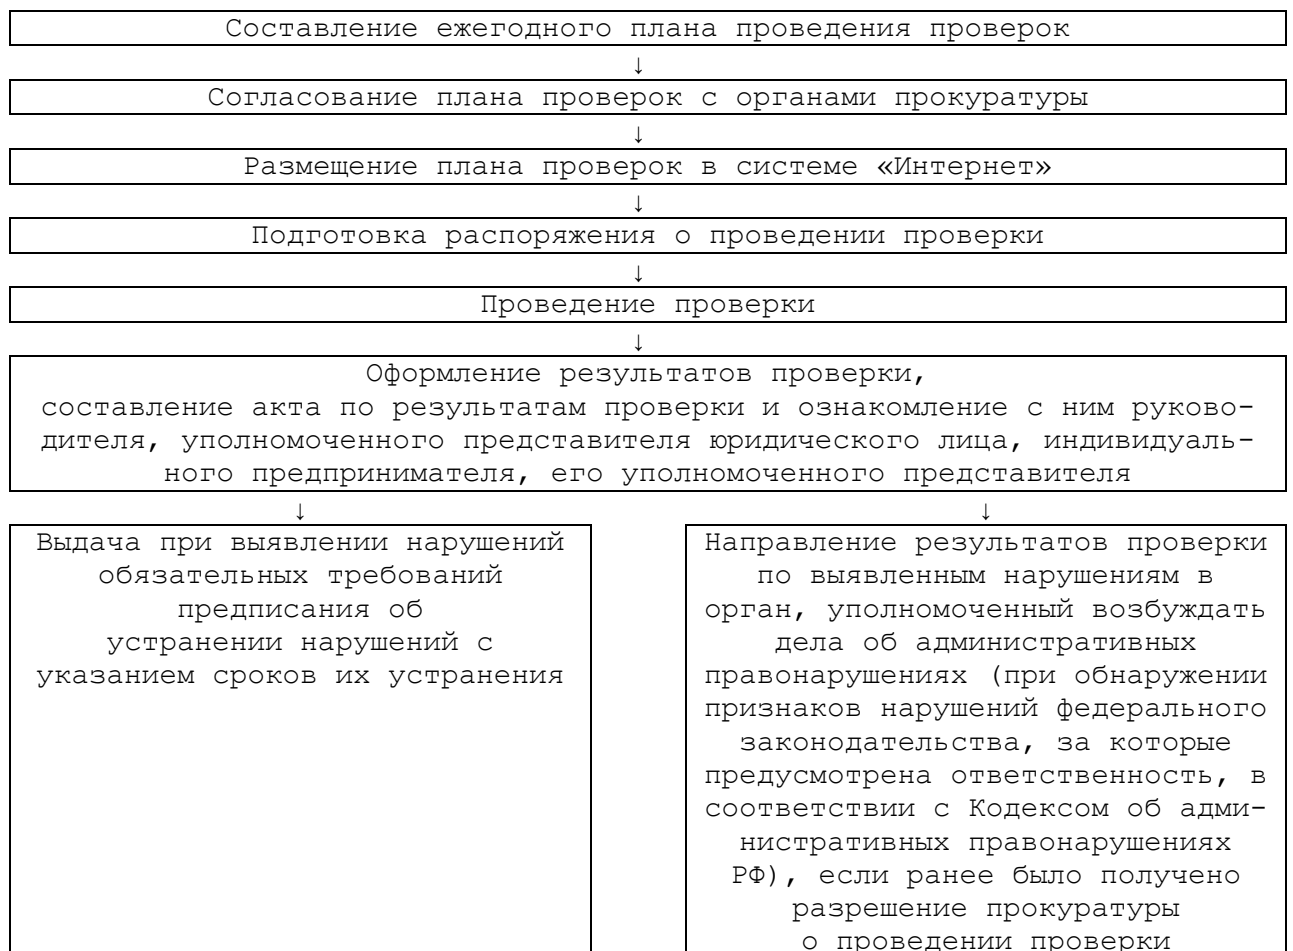 Составление ежегодного плана проведения проверок
↓
Согласование плана проверок с органами прокуратуры
↓
Размещение плана проверок в системе «Интернет»
↓
Подготовка распоряжения о проведении проверки
↓
Проведение проверки
↓
Оформление результатов проверки,
составление акта по результатам проверки и ознакомление с ним руково-
дителя, уполномоченного представителя юридического лица, индивидуаль-
ного предпринимателя, его уполномоченного представителя
↓ ↓
Выдача при выявлении нарушений
обязательных требований
предписания об
устранении нарушений с
указанием сроков их устранения
Направление результатов проверки
по выявленным нарушениям в
орган, уполномоченный возбуждать
дела об административных
правонарушениях (при обнаружении
признаков нарушений федерального
законодательства, за которые
предусмотрена ответственность, в
соответствии с Кодексом об адми-
нистративных правонарушениях
РФ), если ранее было получено
разрешение прокуратуры
о проведении проверки